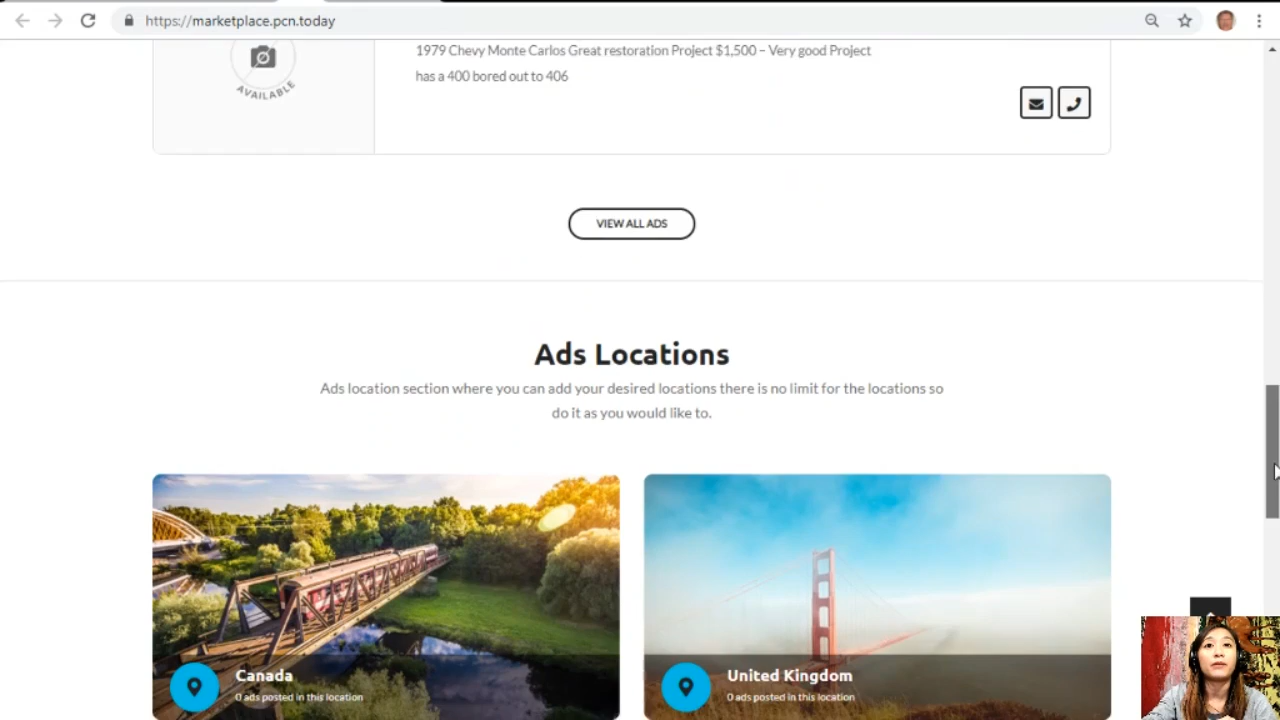 https://marketplace.pcn.today
1979 Chevy Monte Carlos Great restoration Project $1,500 – Very good Project
has a 400 bored out to 406
AVAILABLE
VIEW ALL ADS
Ads Locations
Ads location section where you can add your desired locations there is no limit for the locations so
do it as you would like to.
Canada
0 ads posted in this location
United Kingdom
0 ads posted in this location